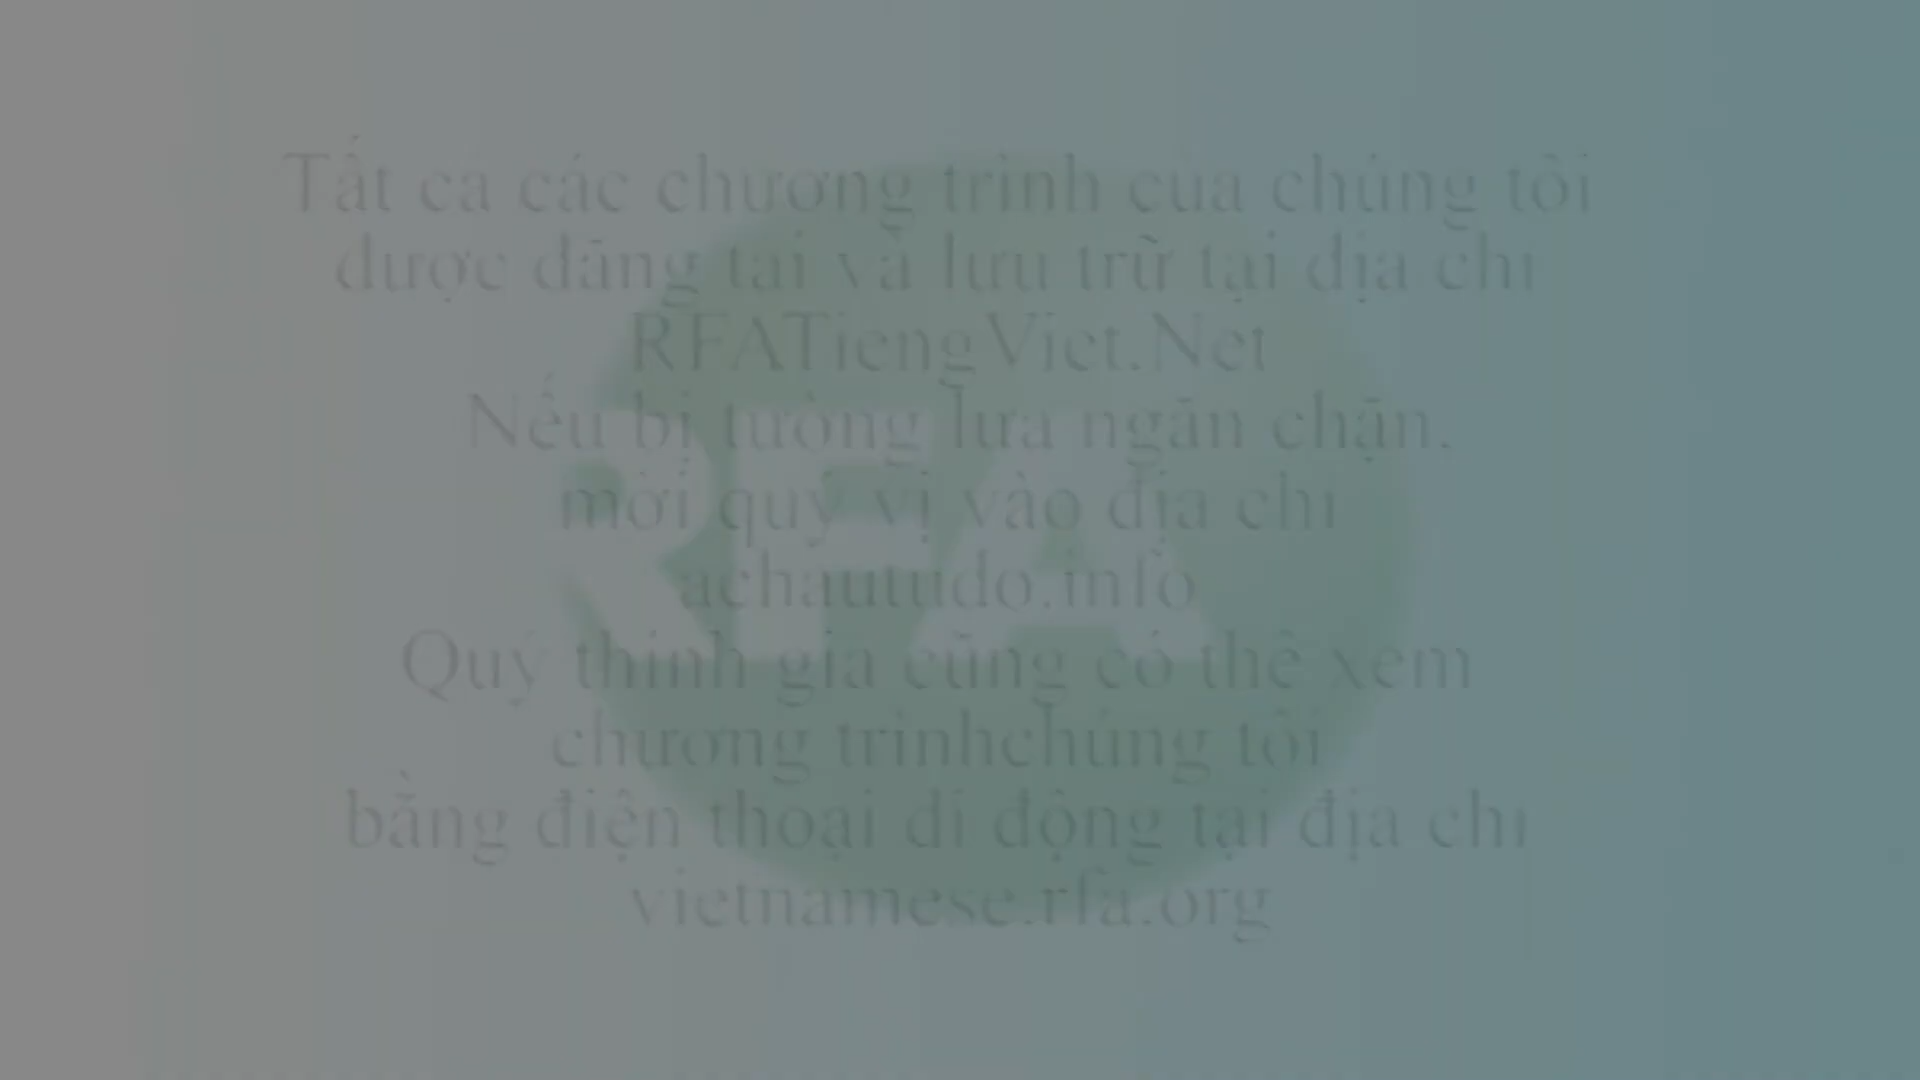 Tất cả các chương trình của chúng tôi
được đăng tải và lưu trữ tại địa chỉ
RFATiengViet.Net
Nếu bị tường lửa ngăn chặn,
mời quý vị vào địa chỉ
achautudo.info
Quý thính giả cũng có thể xem
chương trìnhchúng tôi
bằng điện thoại di động tại địa chỉ
vietnamese.rfa.org
RFA